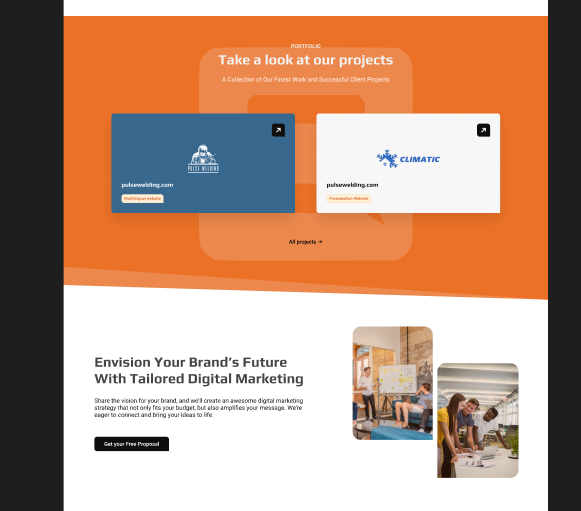 PORTFOLIO
Take a look at our projects
A Collection of Our Finest Work and Successful Client Projects
PULSE WELDING
pulsewelding.com
Multilingual website
CLIMATIC
pulsewelding.com
Presentation Website
All projects →
Envision Your Brand’s Future
With Tailored Digital Marketing
Share the vision for your brand, and we'll create an awesome digital marketing
strategy that not only fits your budget, but also amplifies your message. We're
eager to connect and bring your ideas to life.
Get your Free Proposal